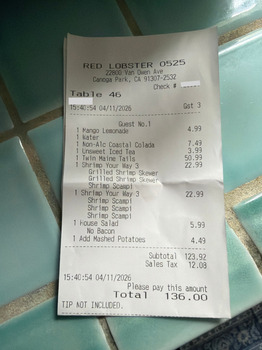 RED LOBSTER 0525
22800 Van Owen Ave
Canoga Park, CA 91307-2532
Check #
Table 46
15:40:54 04/11/2026 Gst 3
Guest No.1
1 Mango Lemonade 4.99
1 Water
1 Non-Alc Coastal Colada 7.49
1 Unsweet Iced Tea 3.99
1 Twin Maine Tails 50.99
1 Shrimp Your Way 3 22.99
Grilled Shrimp Skewer
Grilled Shrimp Skewer
Shrimp Scampi
1 Shrimp Your Way 3 22.99
Shrimp Scampi
Shrimp Scampi
Shrimp Scampi
1 House Salad 5.99
No Bacon
1 Add Mashed Potatoes 4.49
Subtotal 123.92
Sales Tax 12.08
Please pay this amount
Total 136.00
15:40:54 04/11/2026
TIP NOT INCLUDED.